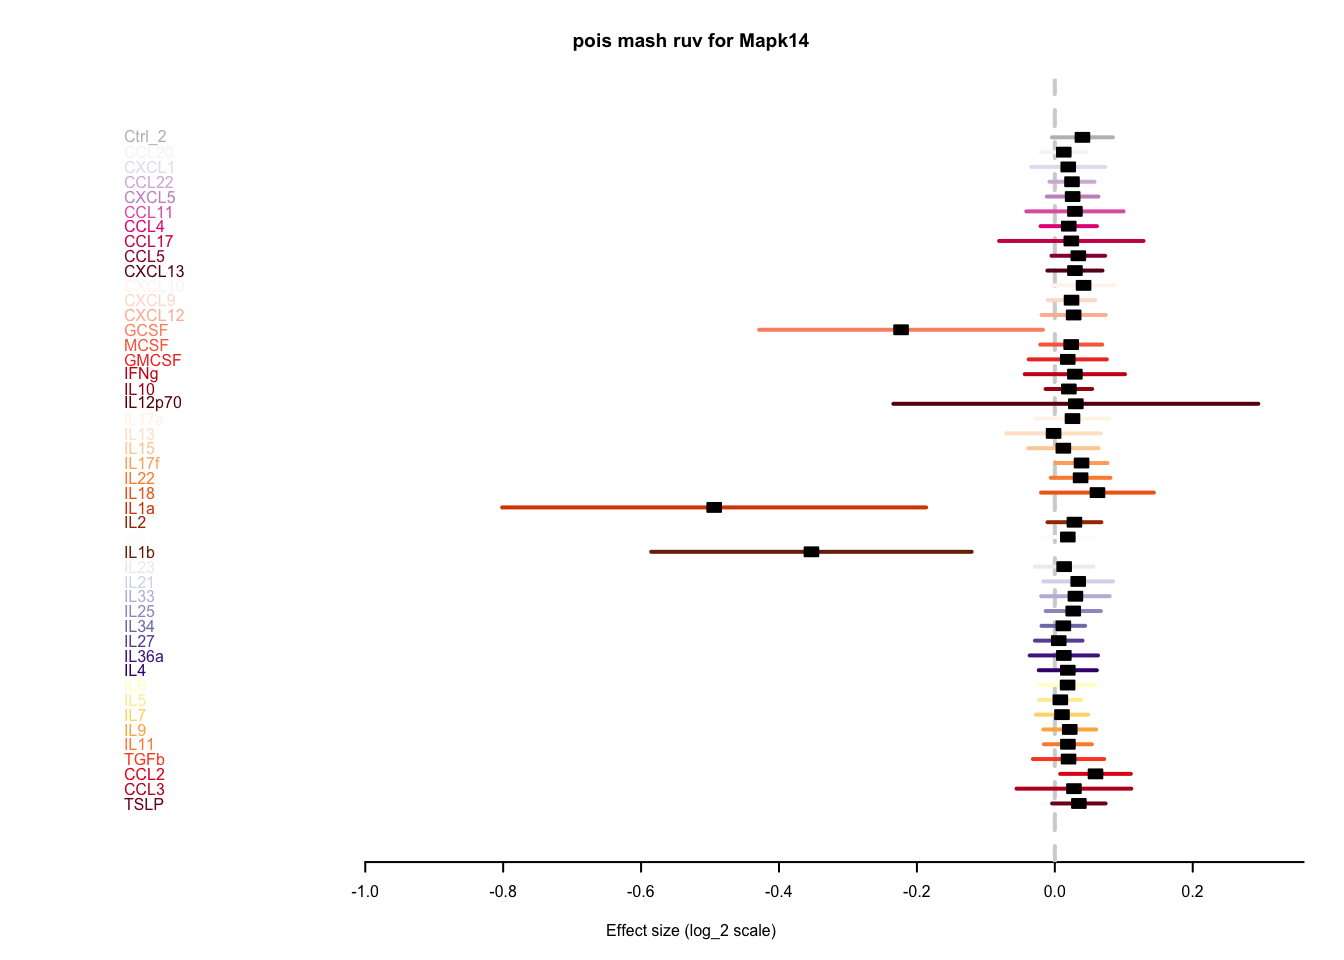 pois mash ruv for Mapk14
Ctrl_2
CCL20
CXCL1
CCL22
CXCL5
CCL11
CCL4
CCL17
CCL5
CXCL13
CXCL10
CXCL9
CXCL12
GCSF
MCSF
GMCSF
IFNg
IL10
IL12p70
IL17a
IL13
IL15
IL17f
IL22
IL18
IL1a
IL2
IL1b
IL23
IL21
IL33
IL25
IL34
IL27
IL36a
IL4
IL6
IL5
IL7
IL9
IL11
TGFb
CCL2
CCL3
TSLP
-1.0 -0.8 -0.6 -0.4 -0.2 0.0 0.2
Effect size (log_2 scale)